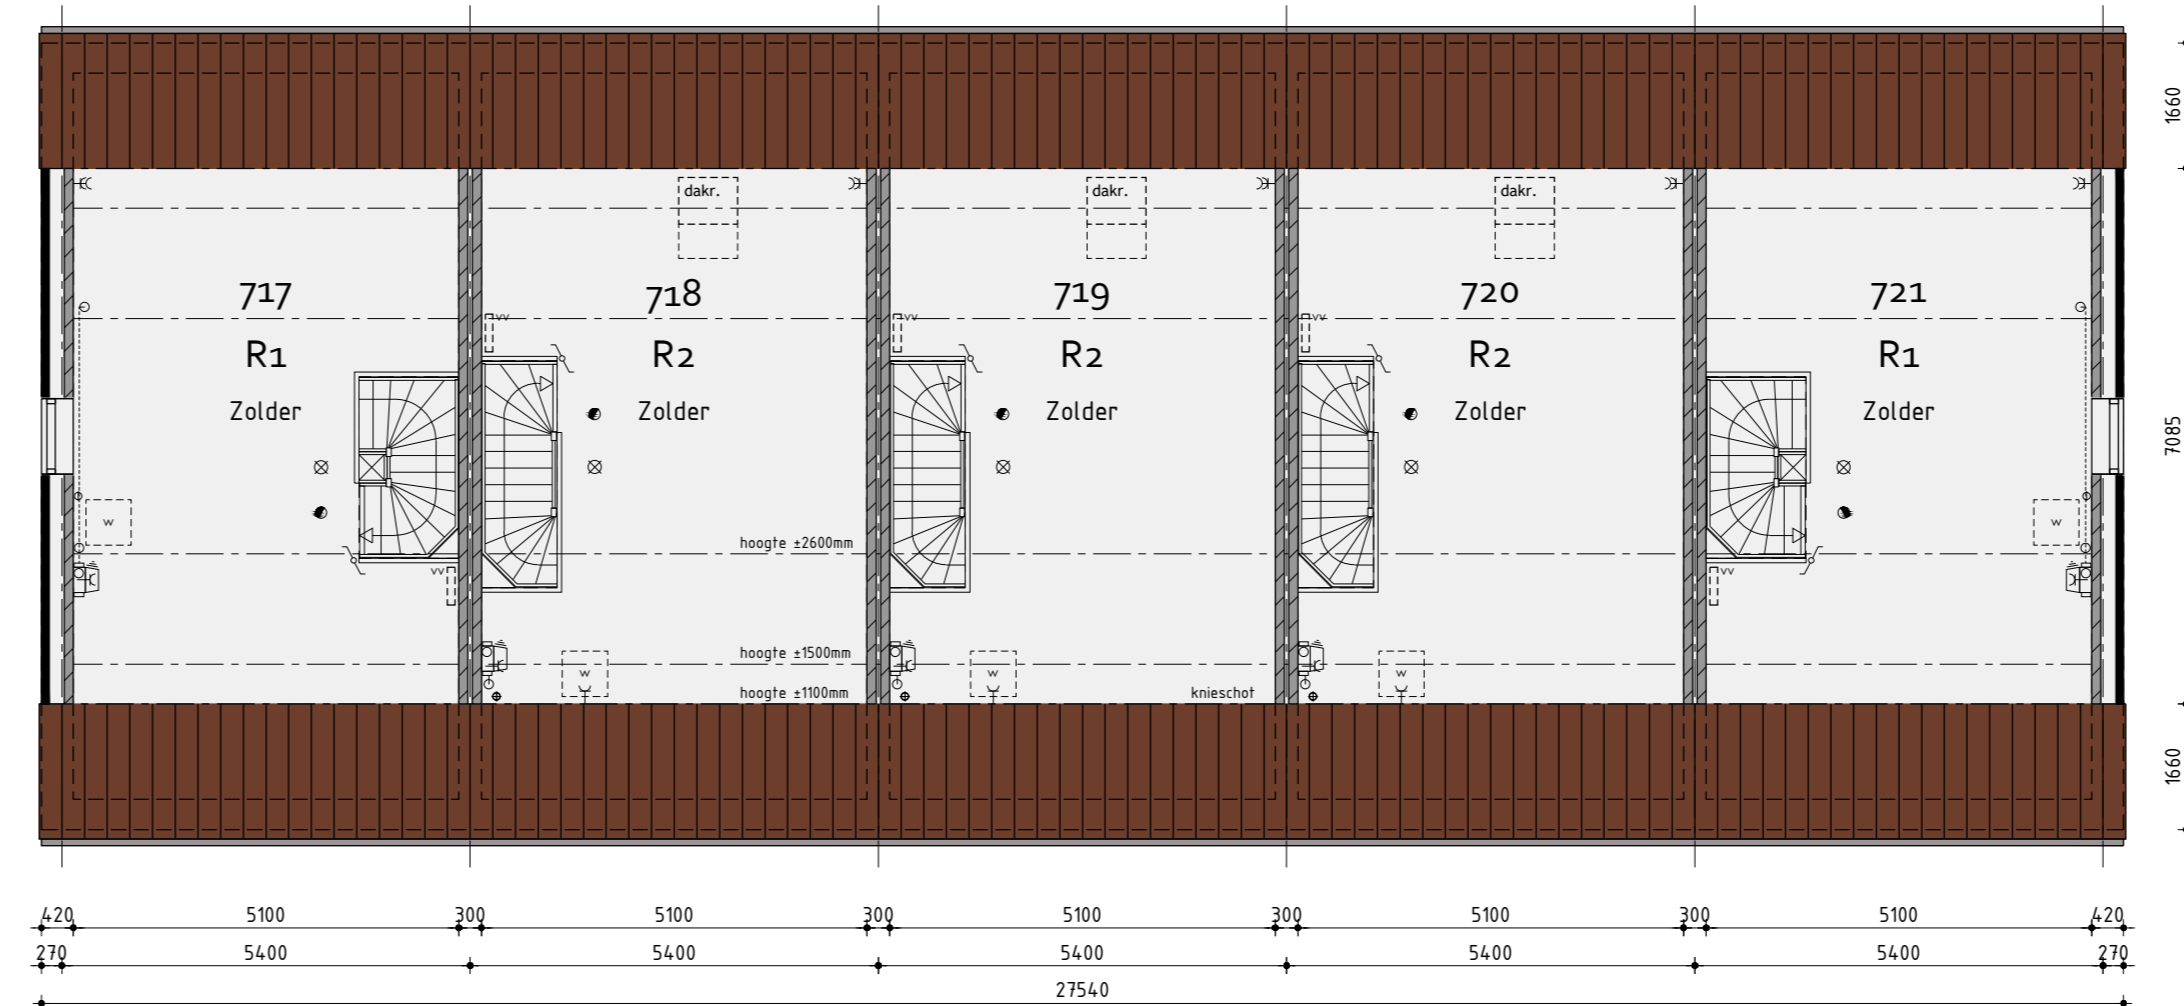 1660
dakr. dakr. dakr.
717 718 719 720 721
vv vv vv
R1 R2 R2 R2 R1
Zolder Zolder Zolder Zolder Zolder
7085
w w
hoogte ±2600mm
vv vv
hoogte ±1500mm
w w w
hoogte ±1100mm knieschot
1660
420 5100 300 5100 300 5100 300 5100 300 5100 420
270 5400 5400 5400 5400 5400 270
27540